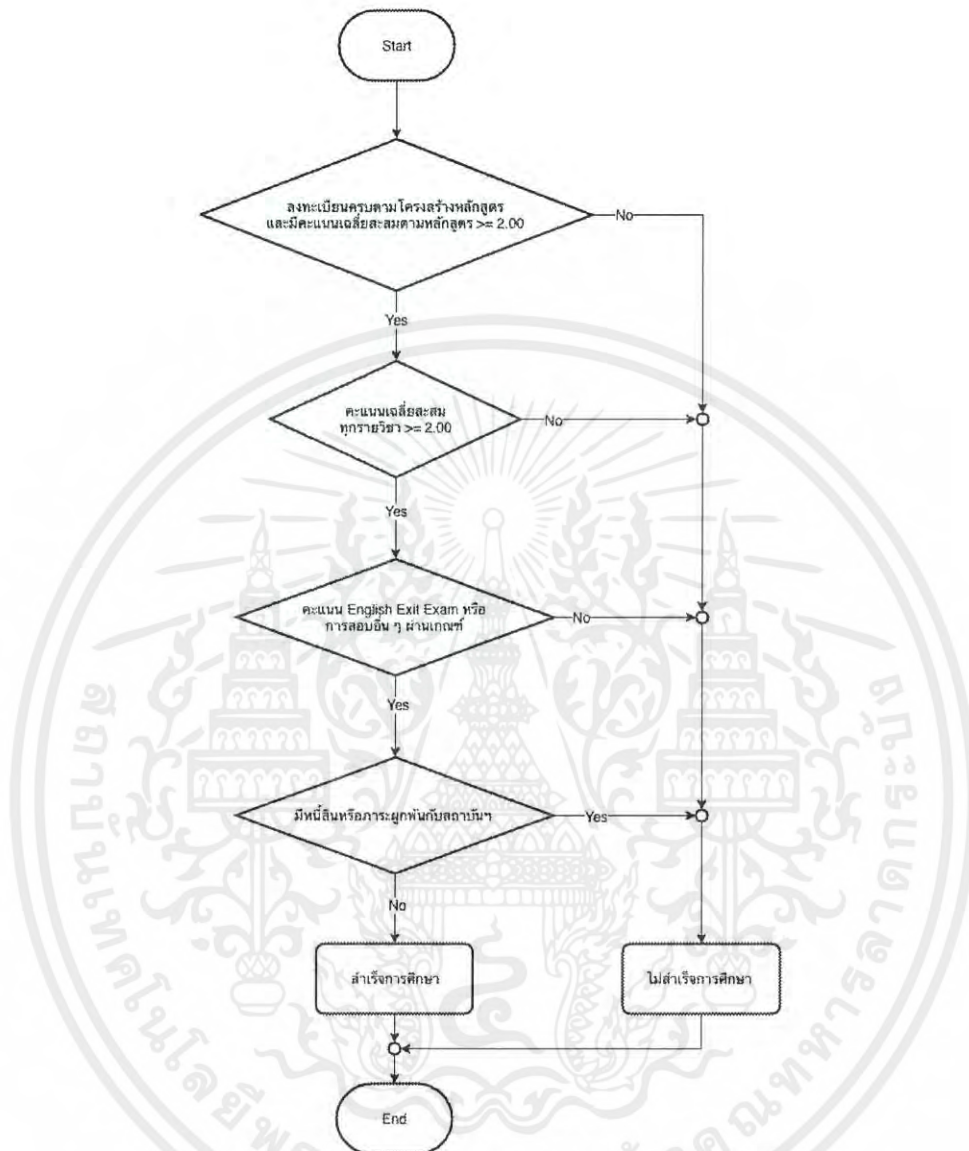 Start
ลงทะเบียนครบตามโครงสร้างหลักสูตร
และมีคะแนนเฉลี่ยสะสมตามหลักสูตร >= 2.00
No
Yes
คะแนนเฉลี่ยสะสม
ทุกรายวิชา >= 2.00
No
Yes
คะแนน English Exit Exam หรือ
การสอบอื่น ๆ ผ่านเกณฑ์
No
Yes
มีหนี้สินหรือภาระผูกพันกับสถาบันฯ
Yes
No
สำเร็จการศึกษา
ไม่สำเร็จการศึกษา
End